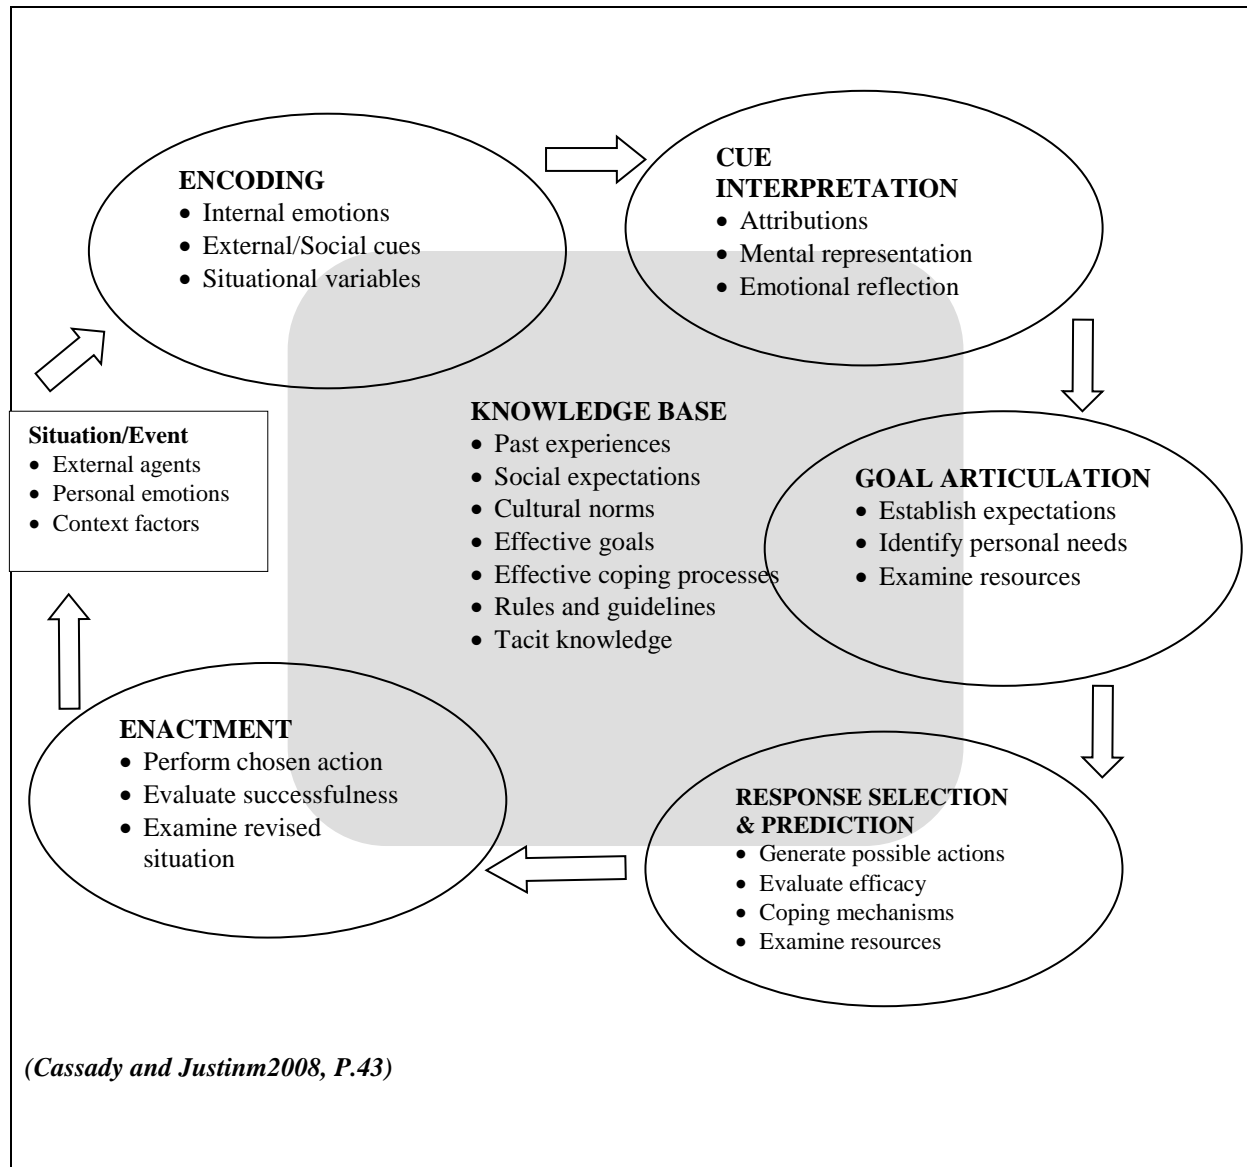 ENCODING
• Internal emotions
• External/Social cues
• Situational variables
CUE
INTERPRETATION
• Attributions
• Mental representation
• Emotional reflection
Situation/Event
• External agents
• Personal emotions
• Context factors
KNOWLEDGE BASE
• Past experiences
• Social expectations
• Cultural norms
• Effective goals
• Effective coping processes
• Rules and guidelines
• Tacit knowledge
GOAL ARTICULATION
• Establish expectations
• Identify personal needs
• Examine resources
ENACTMENT
• Perform chosen action
• Evaluate successfulness
• Examine revised
situation
RESPONSE SELECTION
& PREDICTION
• Generate possible actions
• Evaluate efficacy
• Coping mechanisms
• Examine resources
(Cassady and Justinm2008, P.43)